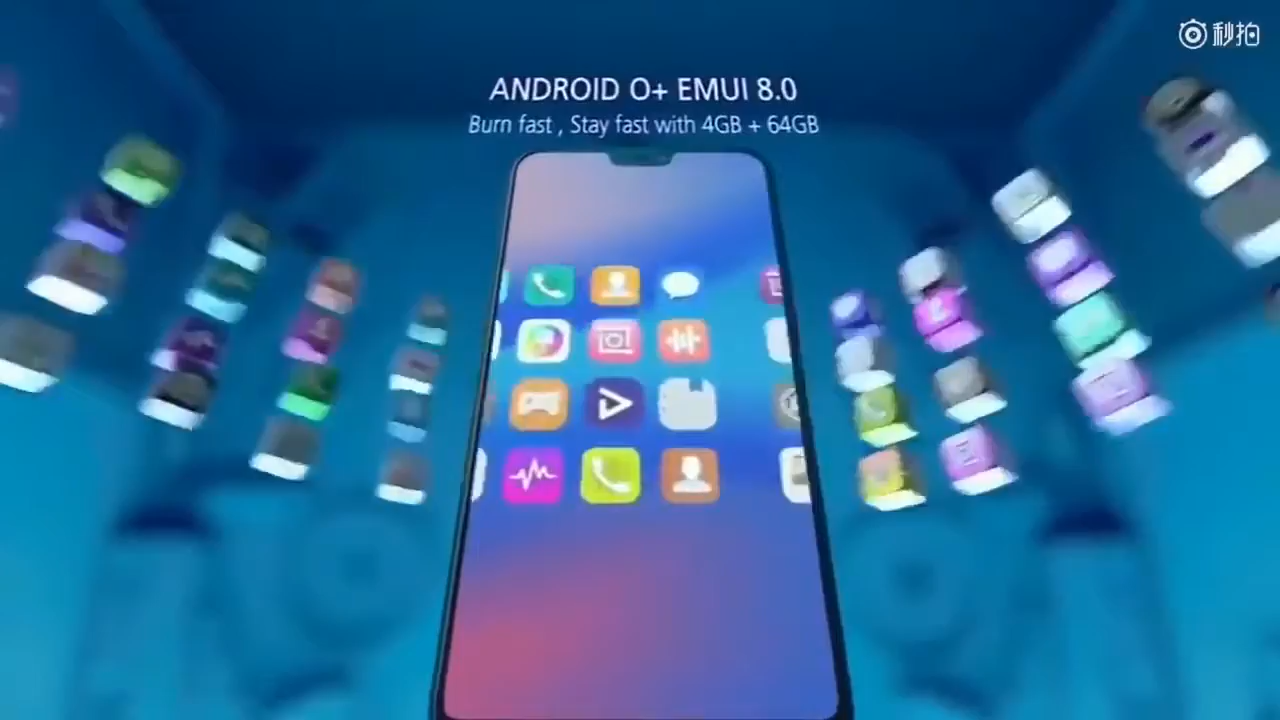 秒拍
ANDROID O+ EMUI 8.0
Burn fast , Stay fast with 4GB + 64GB